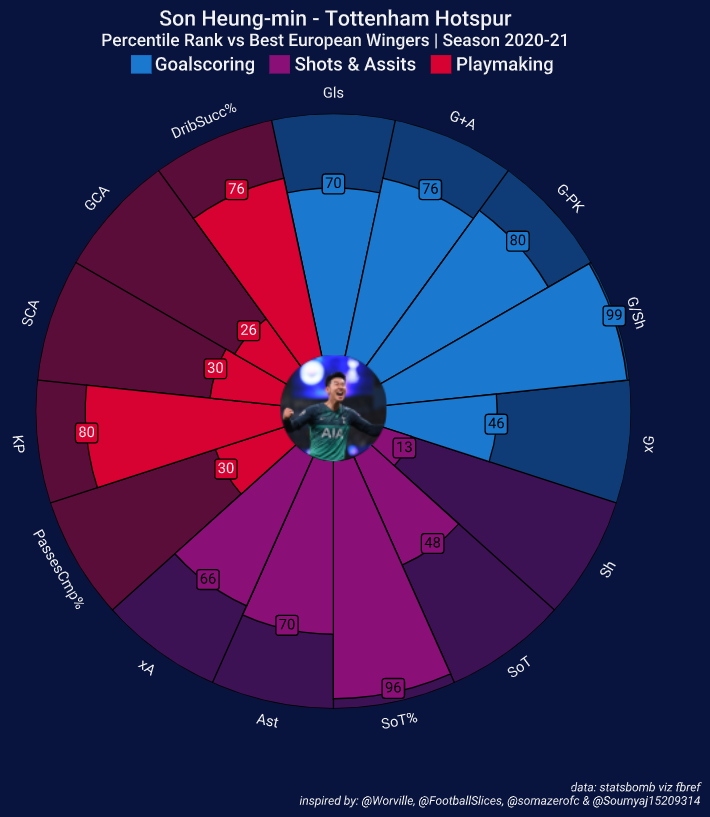 Son Heung-min - Tottenham Hotspur
Percentile Rank vs Best European Wingers | Season 2020-21
Goalscoring Shots & Assits Playmaking
Gls
G+A
G-PK
G/Sh
Gx
Sh
SoT
SoT%
Ast
xA
PassesCmp%
KP
SCA
GCA
DribSucc%
70
76
80
99
46
13
48
96
70
66
30
80
30
26
76
AIA
data: statsbomb viz fbref
inspired by: @Worville, @FootballSlices, @somazerofc & @Soumyaj15209314